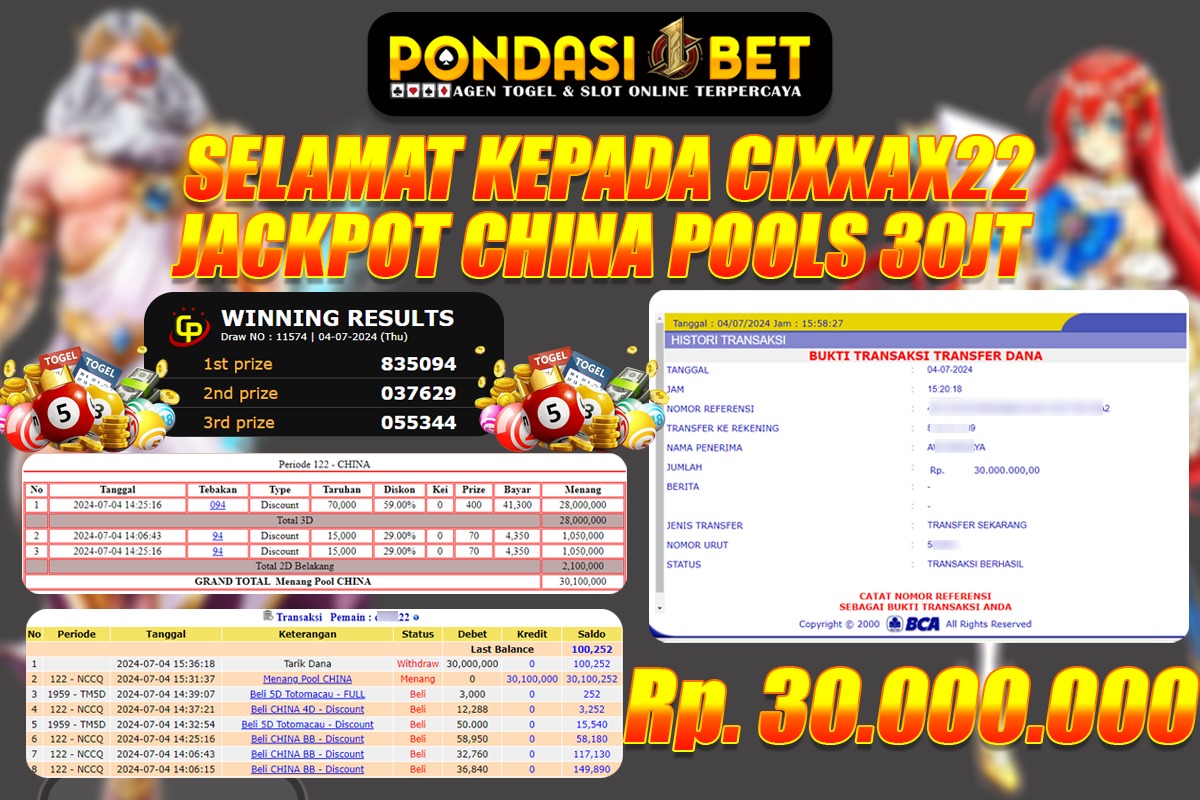 PONDASI 1 BET
AGEN TOGEL & SLOT ONLINE TERPERCAYA
SELAMAT KEPADA CIXXAX22
JACKPOT CHINA POOLS 30JT
GP
WINNING RESULTS
Draw NO : 11574 | 04-07-2024 (Thu)
1st prize 835094
2nd prize 037629
3rd prize 055344
TOGEL TOGEL 5 3
TOGEL TOGEL 5 3
Periode 122 - CHINA
No Tanggal Tebakan Type Taruhan Diskon Kei Prize Bayar Menang
1 2024-07-04 14:25:16 094 Discount 70,000 59.00% 0 400 41,300 28,000,000
Total 3D 28,000,000
2 2024-07-04 14:06:43 94 Discount 15,000 29.00% 0 70 4,350 1,050,000
3 2024-07-04 14:25:16 94 Discount 15,000 29.00% 0 70 4,350 1,050,000
Total 2D Belakang 2,100,000
GRAND TOTAL Menang Pool CHINA 30,100,000
Transaksi Pemain : 22
No Periode Tanggal Keterangan Status Debet Kredit Saldo
Last Balance 100,252
1 2024-07-04 15:36:18 Tarik Dana Withdraw 30,000,000 0 100,252
2 122 - NCCQ 2024-07-04 15:31:37 Menang Pool CHINA Menang 0 30,100,000 30,100,252
3 1959 - TM5D 2024-07-04 14:39:07 Beli 5D Totomacau - FULL Beli 3,000 0 252
4 122 - NCCQ 2024-07-04 14:37:21 Beli CHINA 4D - Discount Beli 12,288 0 3,252
5 1959 - TM5D 2024-07-04 14:32:54 Beli 5D Totomacau - Discount Beli 50.000 0 15,540
6 122 - NCCQ 2024-07-04 14:25:16 Beli CHINA BB - Discount Beli 58,950 0 58,180
7 122 - NCCQ 2024-07-04 14:06:43 Beli CHINA BB - Discount Beli 32,760 0 117,130
8 122 - NCCQ 2024-07-04 14:06:15 Beli CHINA BB - Discount Beli 36,840 0 149,890
Tanggal : 04/07/2024 Jam : 15:58:27
HISTORI TRANSAKSI
BUKTI TRANSAKSI TRANSFER DANA
TANGGAL : 04-07-2024
JAM : 15:20:18
NOMOR REFERENSI :
TRANSFER KE REKENING :
NAMA PENERIMA :
JUMLAH : Rp. 30.000.000,00
BERITA : -
: -
JENIS TRANSFER : TRANSFER SEKARANG
NOMOR URUT :
STATUS : TRANSAKSI BERHASIL
CATAT NOMOR REFERENSI
SEBAGAI BUKTI TRANSAKSI ANDA
Copyright © 2000 BCA All Rights Reserved
Rp. 30.000.000